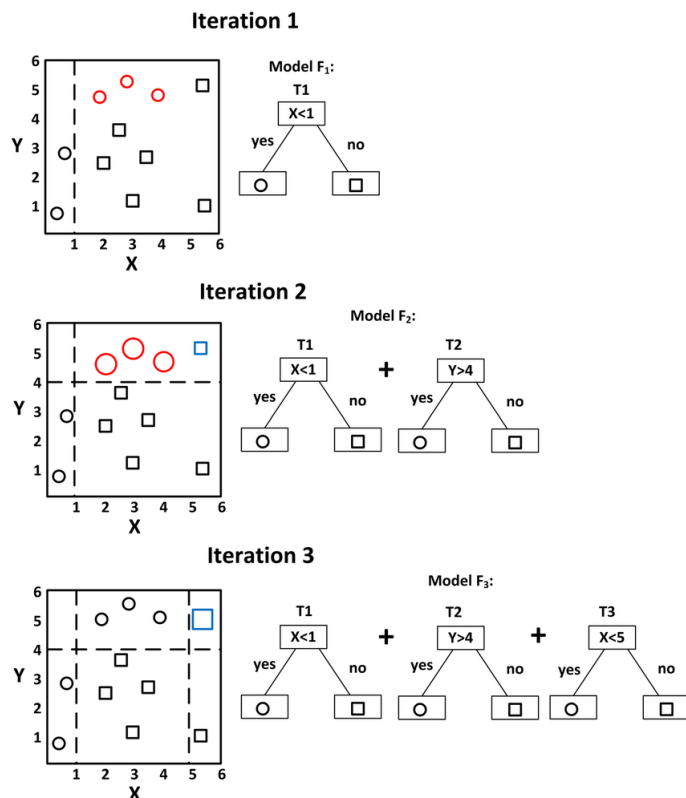 Iteration 1
6
5
4
Y 3
2
1
1 2 3 4 5 6
X
Model F₁:
T1
X<1
yes no
Iteration 2
6
5
4
Y 3
2
1
1 2 3 4 5 6
X
Model F₂:
T1 T2
X<1 + Y>4
yes no yes no
Iteration 3
6
5
4
Y 3
2
1
1 2 3 4 5 6
X
Model F₃:
T1 T2 T3
X<1 + Y>4 + X<5
yes no yes no yes no